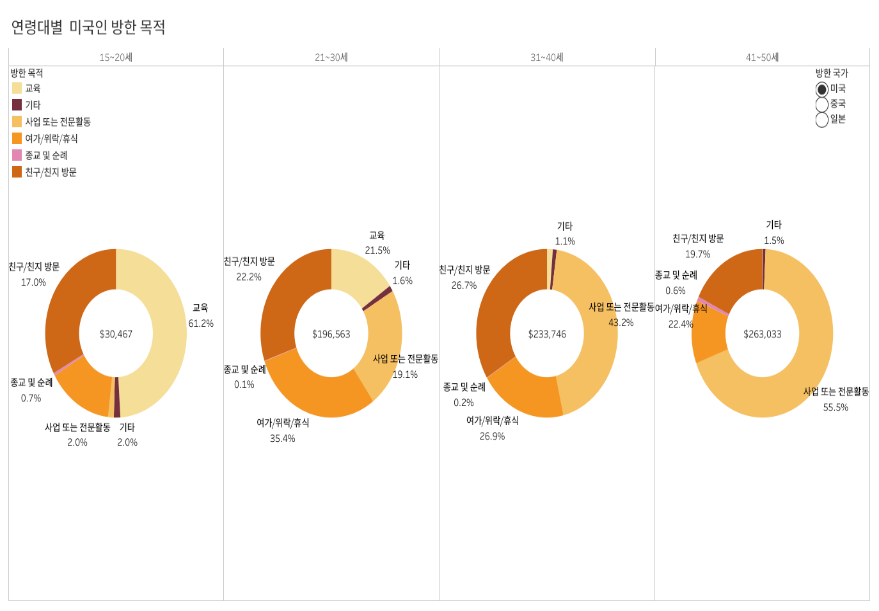 연령대별 미국인 방한 목적
15~20세
21~30세
31~40세
41~50세
방한 목적
교육
기타
사업 또는 전문활동
여가/위락/휴식
종교 및 순례
친구/친지 방문
방한 국가
미국
중국
일본
친구/친지 방문
17.0%
교육
61.2%
$30,467
종교 및 순례
0.7%
사업 또는 전문활동
2.0%
기타
2.0%
교육
21.5%
기타
1.6%
친구/친지 방문
22.2%
$196,563
사업 또는 전문활동
19.1%
종교 및 순례
0.1%
여가/위락/휴식
35.4%
기타
1.1%
친구/친지 방문
26.7%
사업 또는 전문활동
43.2%
$233,746
종교 및 순례
0.2%
여가/위락/휴식
26.9%
기타
1.5%
친구/친지 방문
19.7%
종교 및 순례
0.6%
여가/위락/휴식
22.4%
$263,033
사업 또는 전문활동
55.5%